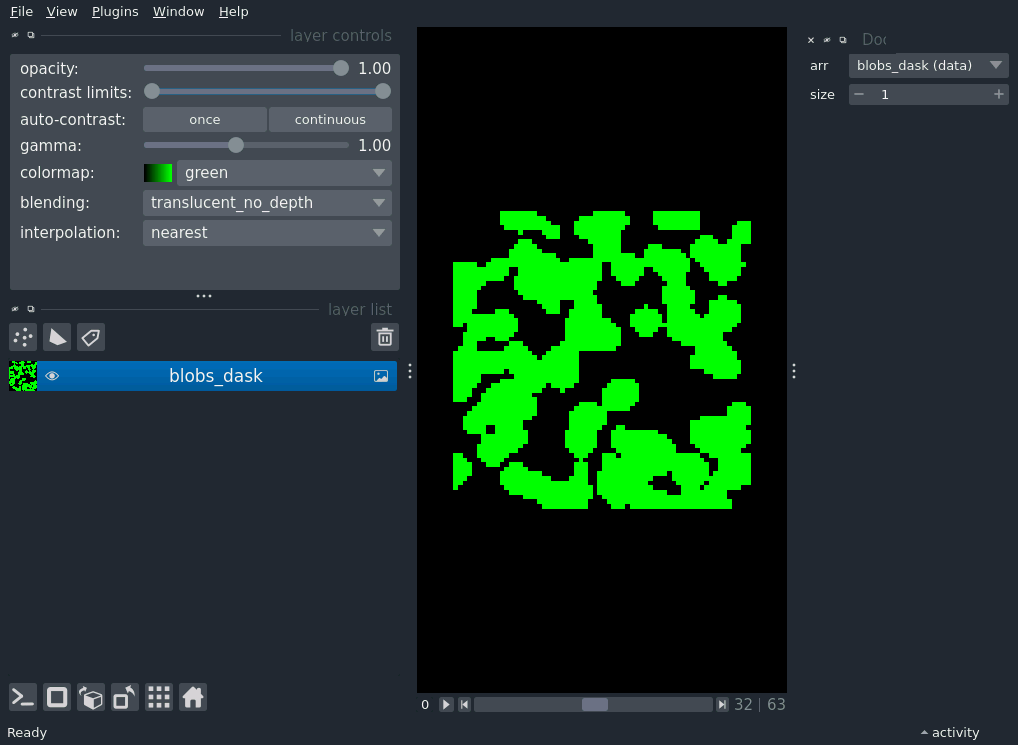 File View Plugins Window Help
layer controls
opacity: 1.00
contrast limits:
auto-contrast: once continuous
gamma: 1.00
colormap: green
blending: translucent_no_depth
interpolation: nearest
layer list
blobs_dask
Ready
0 32 | 63
arr blobs_dask (data)
size 1
activity